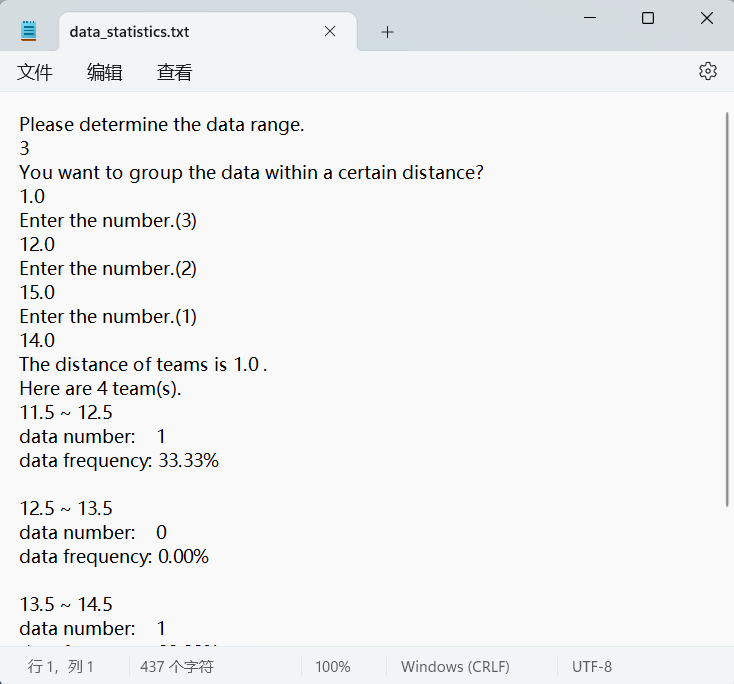 data_statistics.txt
文件 编辑 查看
Please determine the data range.
3
You want to group the data within a certain distance?
1.0
Enter the number.(3)
12.0
Enter the number.(2)
15.0
Enter the number.(1)
14.0
The distance of teams is 1.0 .
Here are 4 team(s).
11.5 ~ 12.5
data number: 1
data frequency: 33.33%
12.5 ~ 13.5
data number: 0
data frequency: 0.00%
13.5 ~ 14.5
data number: 1
行 1，列 1 437 个字符 100% Windows (CRLF) UTF-8